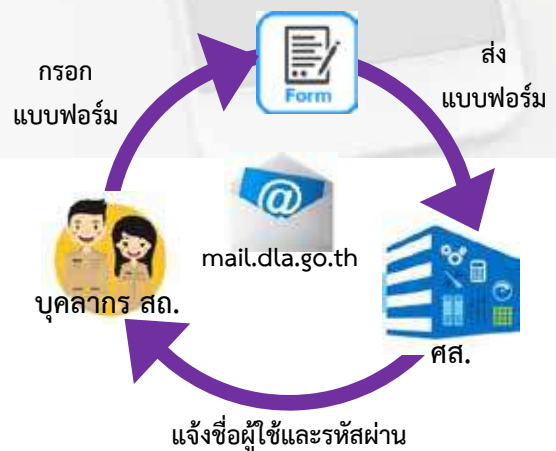 กรอก
แบบฟอร์ม
Form
ส่ง
แบบฟอร์ม
mail.dla.go.th
บุคลากร สถ.
ศส.
แจ้งชื่อผู้ใช้และรหัสผ่าน